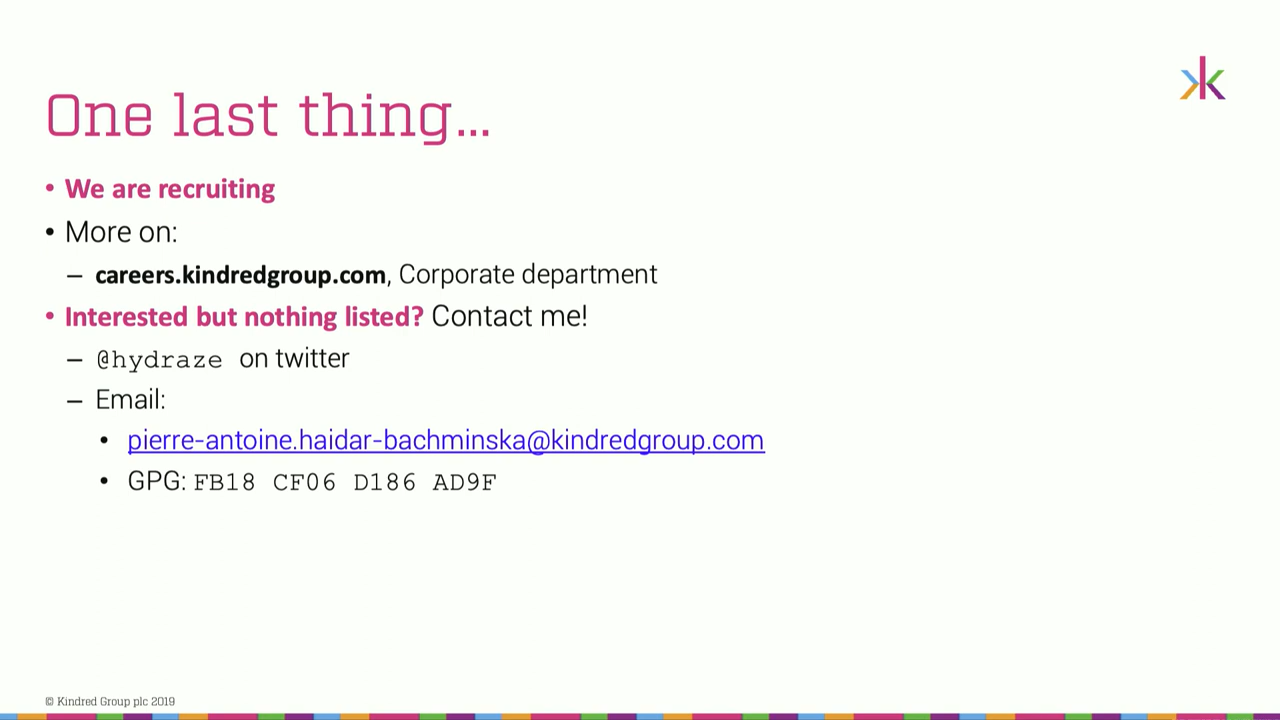 One last thing...
• We are recruiting
• More on:
– careers.kindredgroup.com, Corporate department
• Interested but nothing listed? Contact me!
– @hydraze on twitter
– Email:
• pierre-antoine.haidar-bachminska@kindredgroup.com
• GPG: FB18 CF06 D186 AD9F
© Kindred Group plc 2019